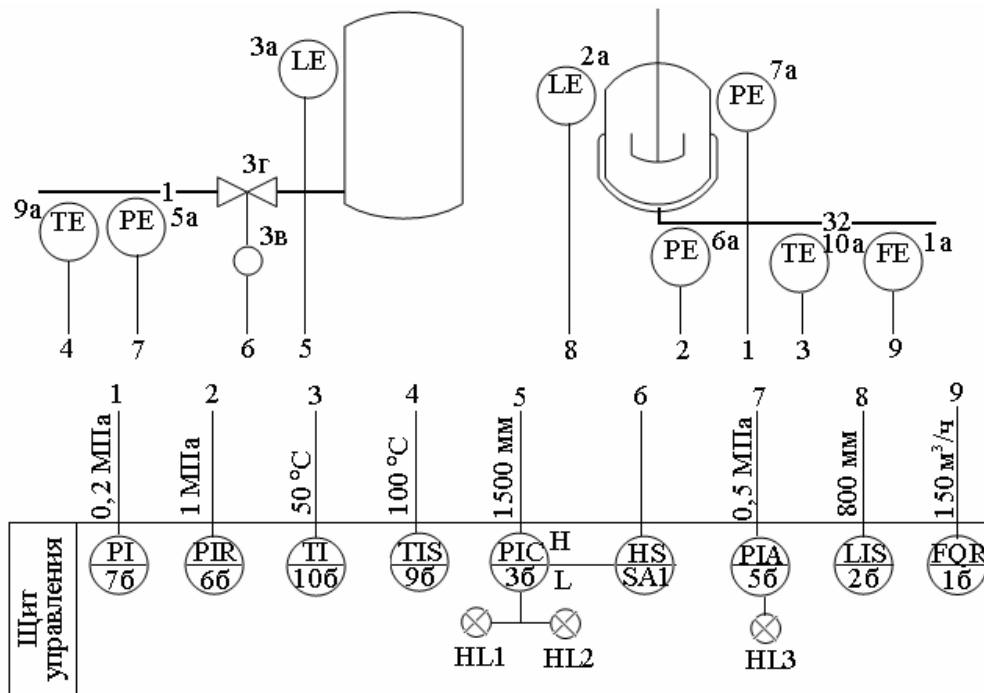 3а
LE
2а
LE
7а
PE
3г
1
9а
TE
PE
5а
3в
32
PE
6а
TE
10а
FE
1а
4
7
6
5
8
2
1
3
9
1
2
3
4
5
6
7
8
9
0,2 МПа
1 МПа
50 °С
100 °С
1500 мм
0,5 МПа
800 мм
150 м³/ч
Щит
управления
PI
7б
PIR
6б
TI
10б
TIS
9б
PIC
3б
H
L
HS
SA1
PIA
5б
LIS
2б
FQR
1б
HL1
HL2
HL3